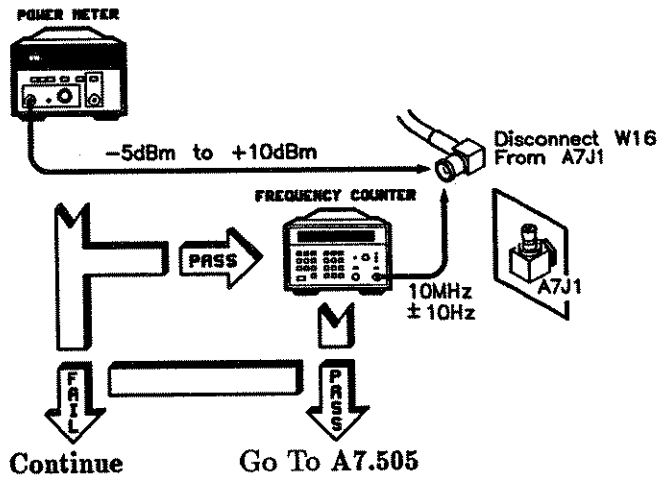 POWER METER
-5dBm to +10dBm
Disconnect W16
From A7J1
FREQUENCY COUNTER
PASS
10MHz
± 10Hz
A7J1
FAIL
PASS
Continue
Go To A7.505